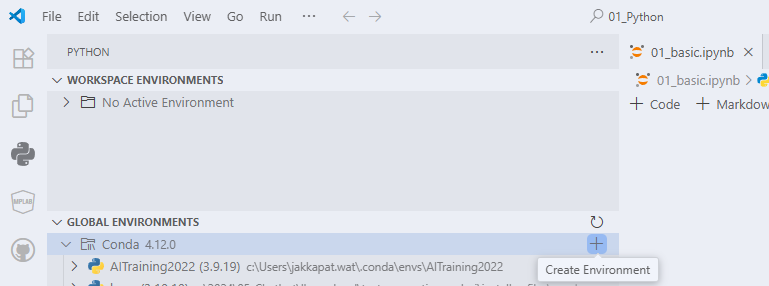 File Edit Selection View Go Run ··· 01_Python
PYTHON ···
01_basic.ipynb
WORKSPACE ENVIRONMENTS
01_basic.ipynb
No Active Environment
+ Code + Markdow
MPLAB
GLOBAL ENVIRONMENTS
Conda 4.12.0
AITraining2022 (3.9.19) c:\Users\jakkapat.wat\.conda\envs\AITraining2022
Create Environment